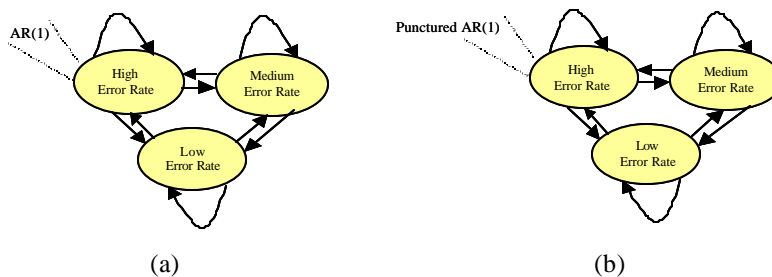 AR(1)
High
Error Rate
Medium
Error Rate
Low
Error Rate
(a)
Punctured AR(1)
High
Error Rate
Medium
Error Rate
Low
Error Rate
(b)